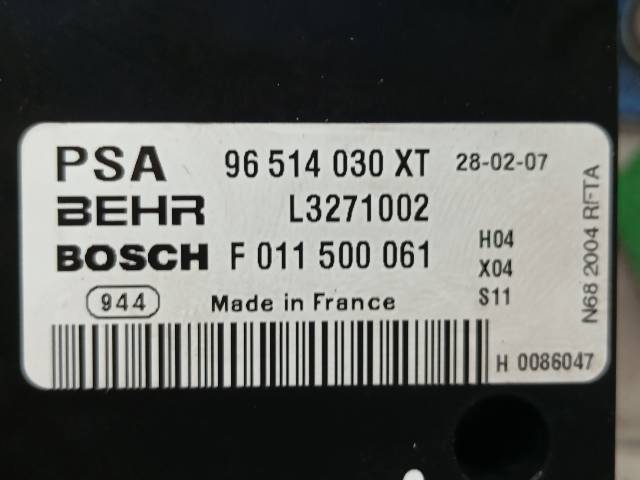 PSA 96 514 030 XT 28-02-07
BEHR L3271002
BOSCH F 011 500 061
H04
X04
S11
944 Made in France
H 0086047
N68 2004 RFTA